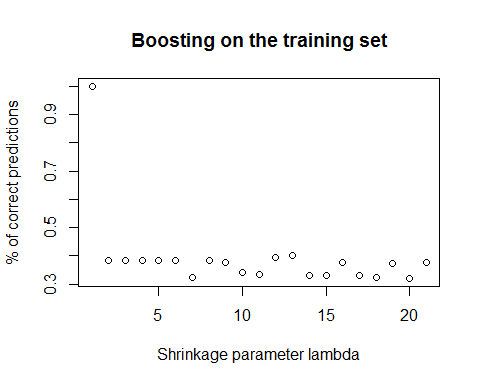 Boosting on the training set
% of correct predictions
0.9
0.7
0.5
0.3
5 10 15 20
Shrinkage parameter lambda